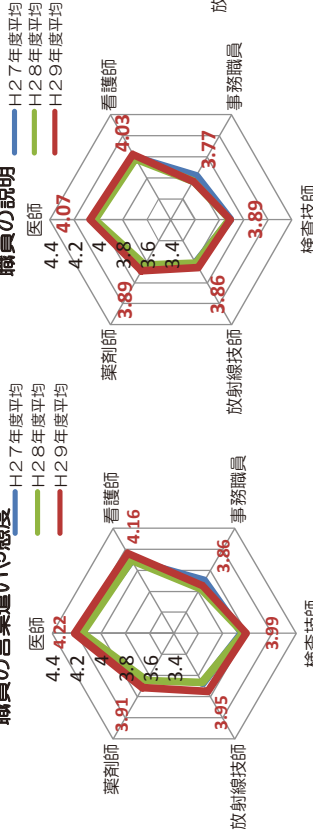 職員の言葉遣いや態度
H27年度平均
H28年度平均
H29年度平均
医師
看護師
事務職員
検査技師
放射線技師
薬剤師
4.4
4.2
4
3.8
3.6
3.4
4.22
4.16
3.86
3.99
3.95
3.91
職員の説明
H27年度平均
H28年度平均
H29年度平均
医師
看護師
事務職員
検査技師
放射線技師
薬剤師
4.4
4.2
4
3.8
3.6
3.4
4.07
4.03
3.77
3.89
3.86
3.89
放